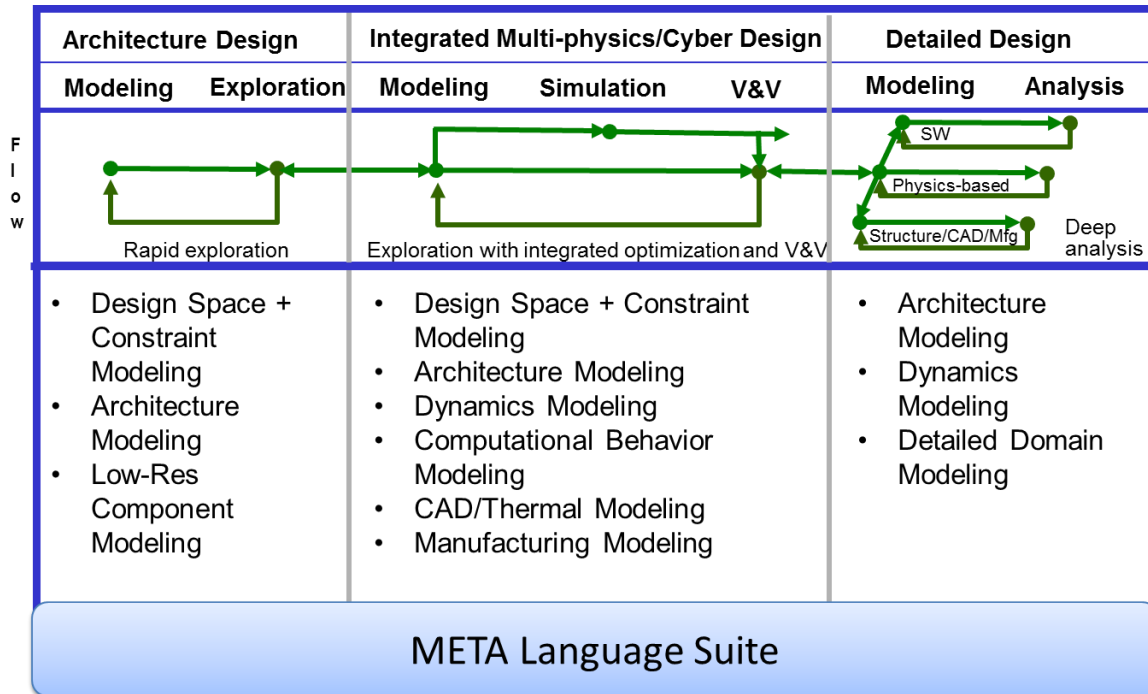 Architecture Design
Integrated Multi-physics/Cyber Design
Detailed Design
Modeling Exploration
Modeling Simulation V&V
Modeling Analysis
Flow
Rapid exploration
Exploration with integrated optimization and V&V
SW
Physics-based
Structure/CAD/Mfg
Deep
analysis
• Design Space +
Constraint
Modeling
• Architecture
Modeling
• Low-Res
Component
Modeling
• Design Space + Constraint
Modeling
• Architecture Modeling
• Dynamics Modeling
• Computational Behavior
Modeling
• CAD/Thermal Modeling
• Manufacturing Modeling
• Architecture
Modeling
• Dynamics
Modeling
• Detailed Domain
Modeling
META Language Suite